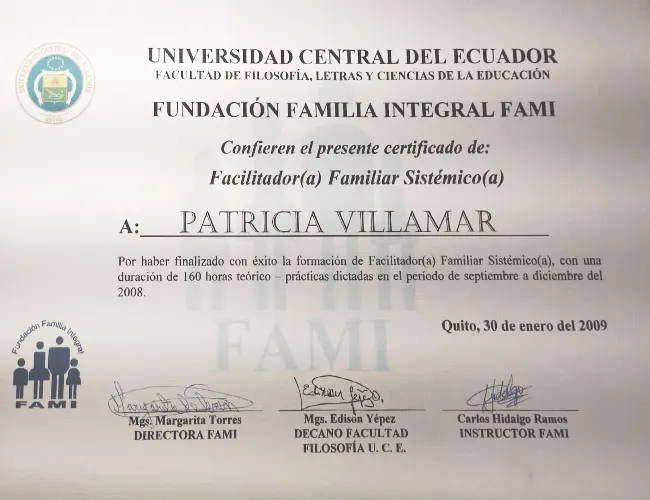 UNIVERSIDAD CENTRAL DEL ECUADOR
FACULTAD DE FILOSOFÍA, LETRAS Y CIENCIAS DE LA EDUCACIÓN
FUNDACIÓN FAMILIA INTEGRAL FAMI
Confieren el presente certificado de:
Facilitador(a) Familiar Sistémico(a)
A: PATRICIA VILLAMAR
Por haber finalizado con éxito la formación de Facilitador(a) Familiar Sistémico(a), con una
duración de 160 horas teórico – prácticas dictadas en el período de septiembre a diciembre del
2008.
FAMI
Quito, 30 de enero del 2009
Fundación Familia Integral
FAMI
Mgs. Margarita Torres
DIRECTORA FAMI
Mgs. Edison Yépez
DECANO FACULTAD
FILOSOFÍA U. C. E.
Hidalgo
Carlos Hidalgo Ramos
INSTRUCTOR FAMI